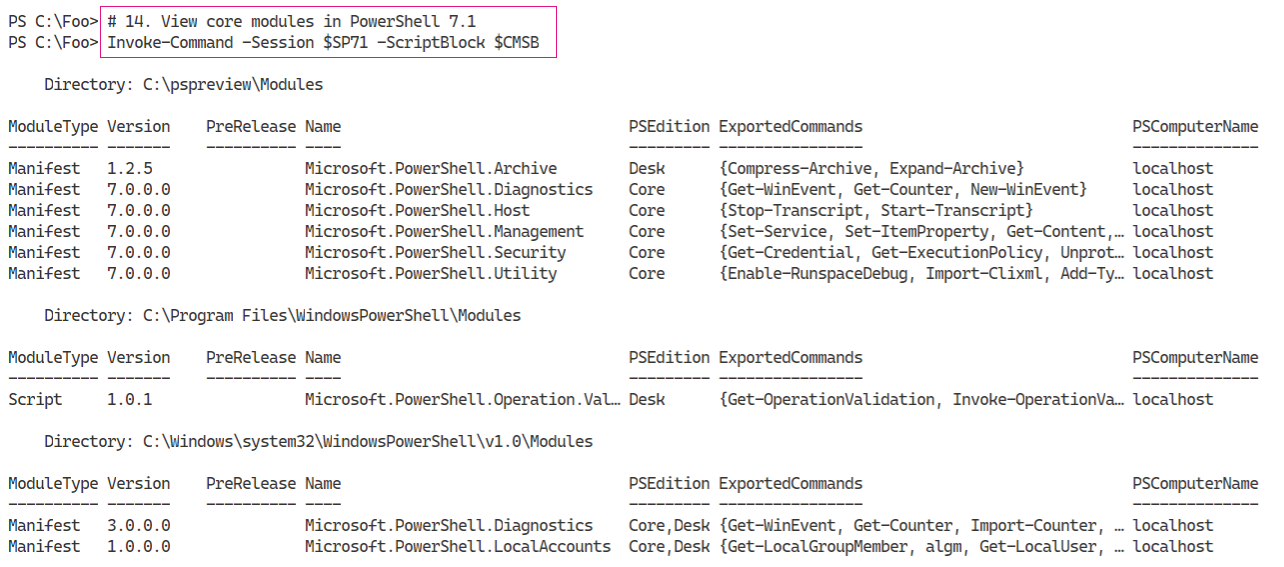 PS C:\Foo> # 14. View core modules in PowerShell 7.1
PS C:\Foo> Invoke-Command -Session $SP71 -ScriptBlock $CMSB
Directory: C:\pspreview\Modules
ModuleType Version    PreRelease Name                                PSEdition ExportedCommands                              PSComputerName
---------- -------    ---------- ----                                --------- ----------------                              --------------
Manifest   1.2.5                 Microsoft.PowerShell.Archive        Desk      {Compress-Archive, Expand-Archive}            localhost
Manifest   7.0.0.0               Microsoft.PowerShell.Diagnostics    Core      {Get-WinEvent, Get-Counter, New-WinEvent}     localhost
Manifest   7.0.0.0               Microsoft.PowerShell.Host           Core      {Stop-Transcript, Start-Transcript}           localhost
Manifest   7.0.0.0               Microsoft.PowerShell.Management     Core      {Set-Service, Set-ItemProperty, Get-Content,… localhost
Manifest   7.0.0.0               Microsoft.PowerShell.Security       Core      {Get-Credential, Get-ExecutionPolicy, Unprot… localhost
Manifest   7.0.0.0               Microsoft.PowerShell.Utility        Core      {Enable-RunspaceDebug, Import-Clixml, Add-Ty… localhost
Directory: C:\Program Files\WindowsPowerShell\Modules
ModuleType Version    PreRelease Name                                PSEdition ExportedCommands                              PSComputerName
---------- -------    ---------- ----                                --------- ----------------                              --------------
Script     1.0.1                 Microsoft.PowerShell.Operation.Val… Desk      {Get-OperationValidation, Invoke-OperationVa… localhost
Directory: C:\Windows\system32\WindowsPowerShell\v1.0\Modules
ModuleType Version    PreRelease Name                                PSEdition ExportedCommands                              PSComputerName
---------- -------    ---------- ----                                --------- ----------------                              --------------
Manifest   3.0.0.0               Microsoft.PowerShell.Diagnostics    Core,Desk {Get-WinEvent, Get-Counter, Import-Counter, … localhost
Manifest   1.0.0.0               Microsoft.PowerShell.LocalAccounts  Core,Desk {Get-LocalGroupMember, algm, Get-LocalUser, … localhost